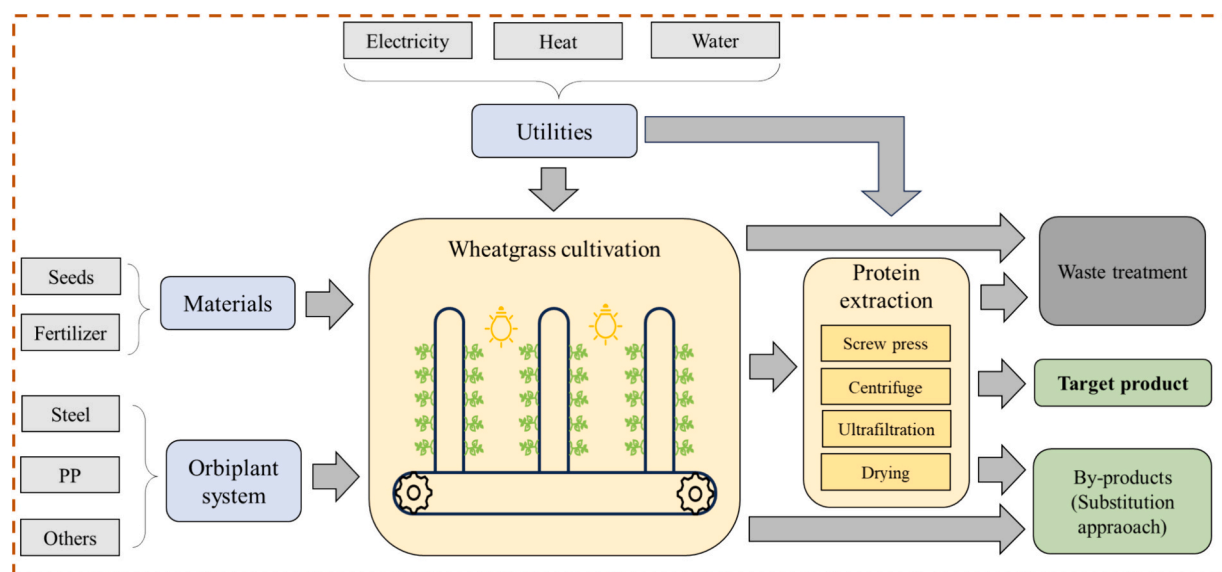 Electricity
Heat
Water
Utilities
Wheatgrass cultivation
Seeds
Fertilizer
Materials
Steel
PP
Others
Orbiplant
system
Protein
extraction
Screw press
Centrifuge
Ultrafiltration
Drying
Waste treatment
Target product
By-products
(Substitution
appraoach)